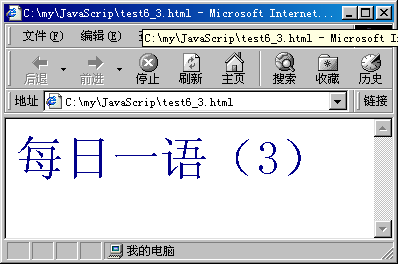 C:\my\JavaScrip\test6_3.html - Microsoft Internet...
文件(F) 编辑(E)
C:\my\JavaScrip\test6_3.html - Microsoft In
后退 前进 停止 刷新 主页 搜索 收藏 历史
地址 C:\my\JavaScrip\test6_3.html 链接
每日一语（3）
我的电脑